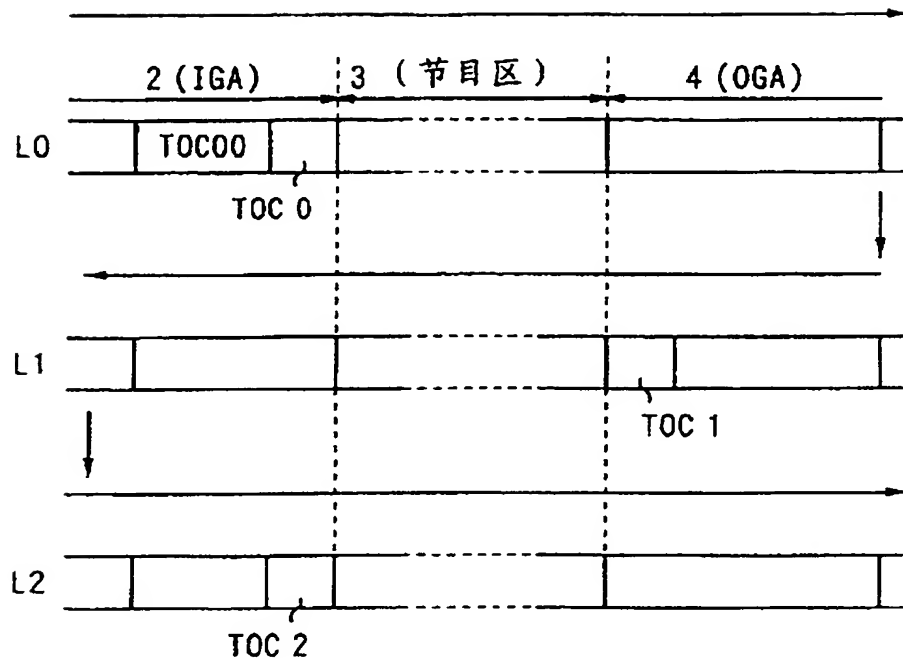 2 (IGA) 3 (节目区) 4 (OGA)
L0 TOC00
TOC 0
L1
TOC 1
L2
TOC 2